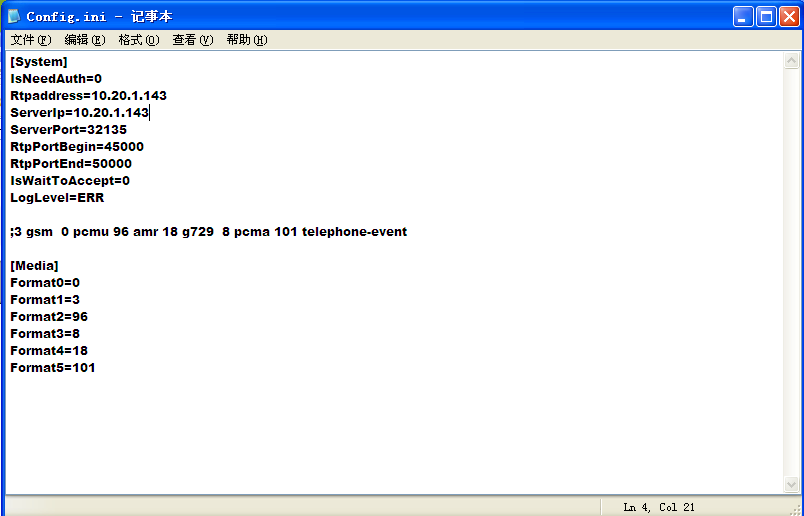 Config.ini - 记事本
文件(F) 编辑(E) 格式(O) 查看(V) 帮助(H)
[System]
IsNeedAuth=0
Rtpaddress=10.20.1.143
ServerIp=10.20.1.143
ServerPort=32135
RtpPortBegin=45000
RtpPortEnd=50000
IsWaitToAccept=0
LogLevel=ERR
;3 gsm  0 pcmu 96 amr 18 g729  8 pcma 101 telephone-event
[Media]
Format0=0
Format1=3
Format2=96
Format3=8
Format4=18
Format5=101
Ln 4, Col 21